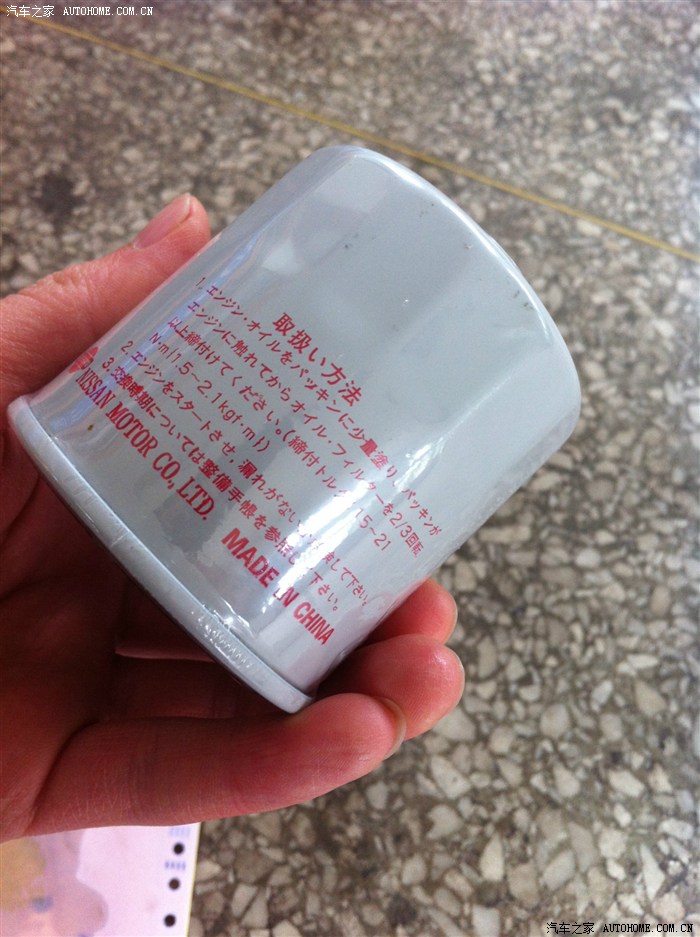 汽车之家 AUTOHOME.COM.CN
取扱い方法
1. エンジン・オイルをパッキンに少量塗り、パッキンが
エンジンに触れてからオイル・フィルターを2/3回転
以上締付けてください。(締付トルク 15~21
N·m(1.5~2.1kgf·m))
2. エンジンをスタートさせ、漏れがない して下さい。
3. 交換時期については整備手帳を参照して下さい。
NISSAN MOTOR CO., LTD.
MADE IN CHINA
汽车之家 AUTOHOME.COM.CN